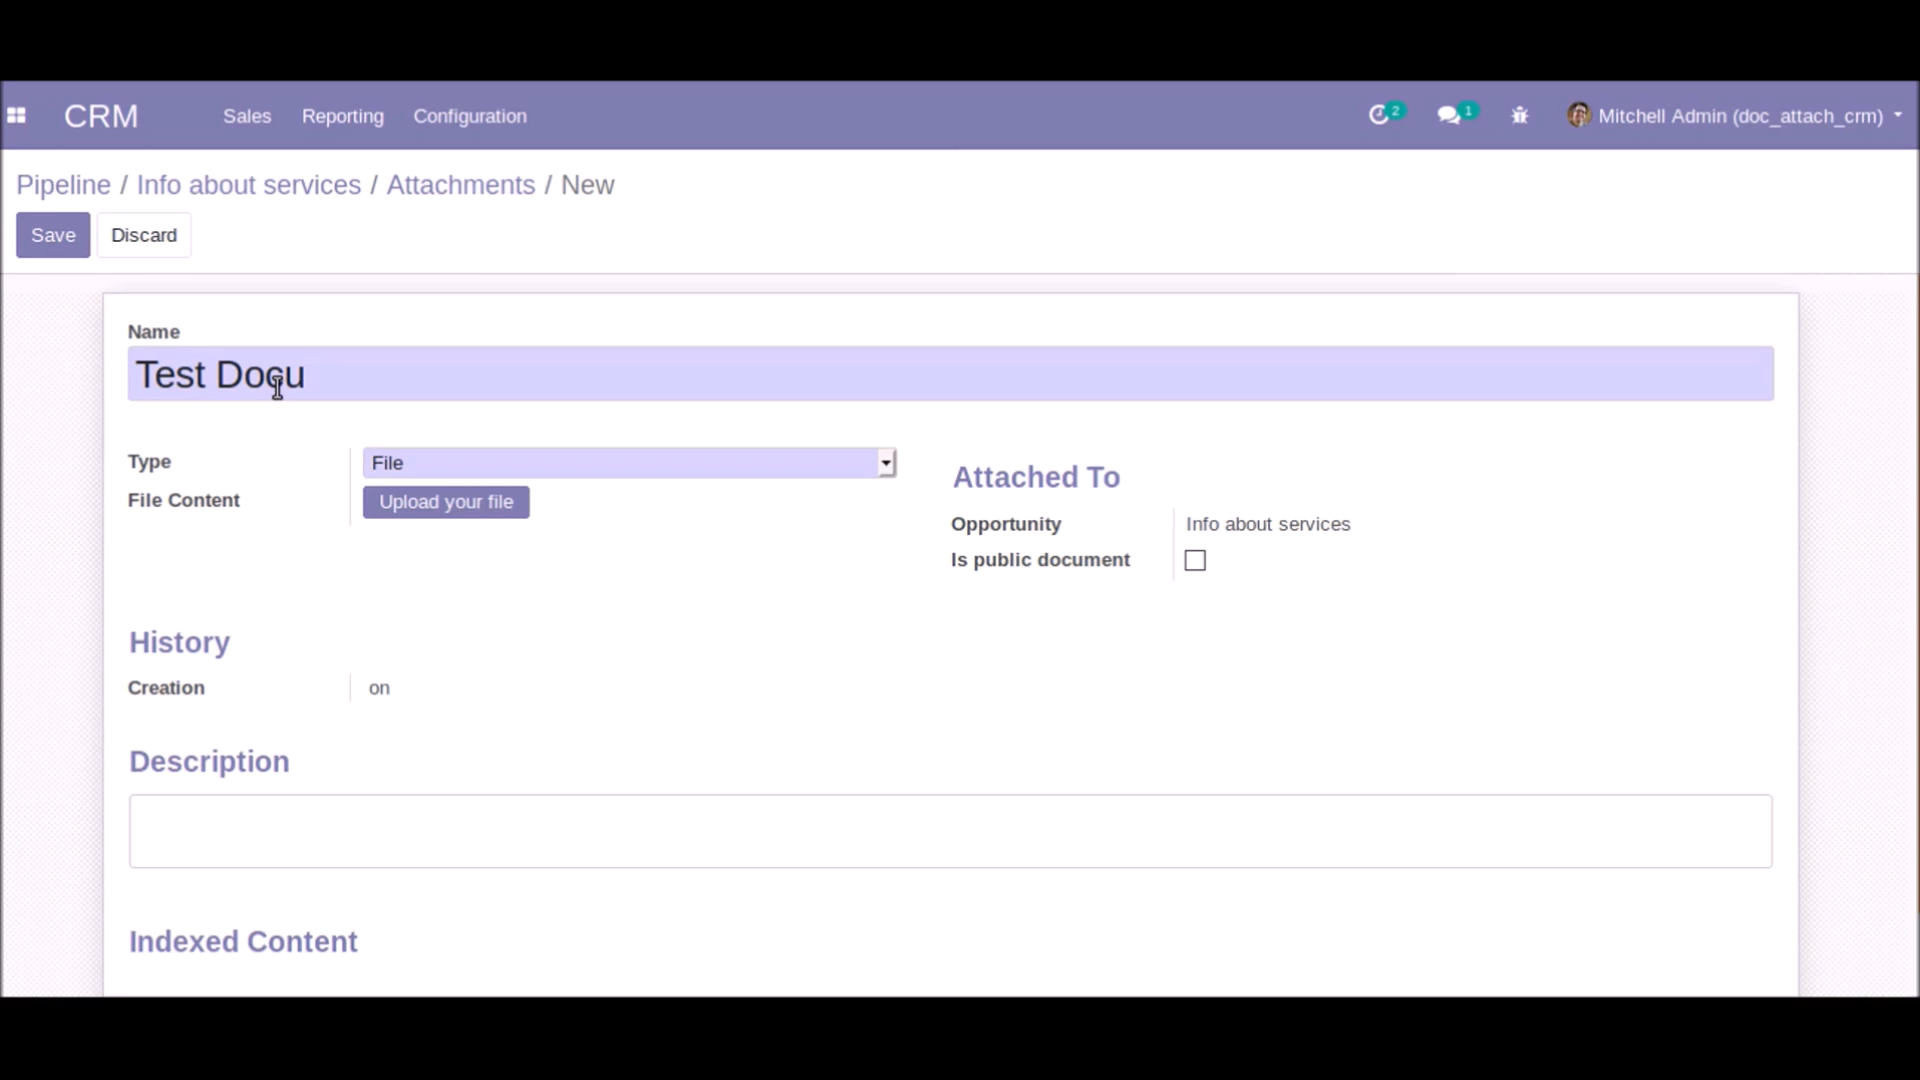 CRM Sales Reporting Configuration 2 1 Mitchell Admin (doc_attach_crm)
Pipeline / Info about services / Attachments / New
Save Discard
Name
Test Docu
Type File
File Content Upload your file
Attached To
Opportunity Info about services
Is public document
History
Creation on
Description
Indexed Content